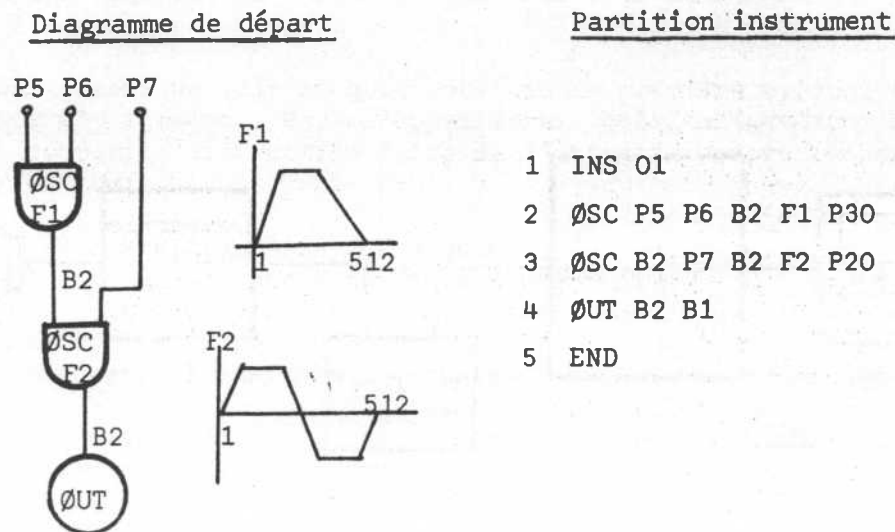 Diagramme de départ
P5 P6 P7
ØSC
F1
B2
ØSC
F2
B2
ØUT
F1
1 512
F2
512
1
Partition instrument
1 INS 01
2 ØSC P5 P6 B2 F1 P30
3 ØSC B2 P7 B2 F2 P20
4 ØUT B2 B1
5 END